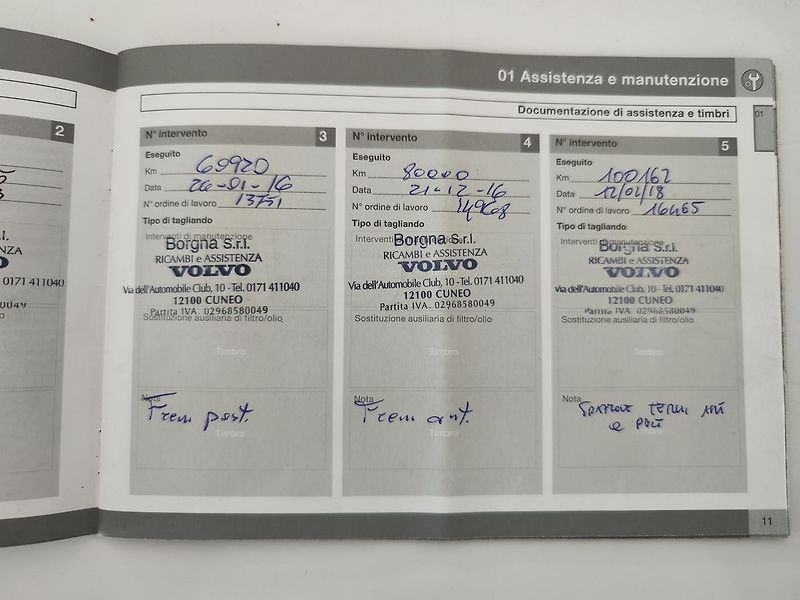 01 Assistenza e manutenzione
01
Documentazione di assistenza e timbri
2
0171 411040
N° intervento 3
Eseguito
Km 60920
Data 26-01-16
N° ordine di lavoro 13751
Tipo di tagliando
Interventi di manutenzione
Borgna S.r.l.
RICAMBI e ASSISTENZA
VOLVO
Via dell'Automobile Club, 10 - Tel. 0171 411040
12100 CUNEO
Partita IVA. 02968580049
Sostituzione ausiliaria di filtro/olio
Timbro
Nota
Freni post.
Timbro
N° intervento 4
Eseguito
Km 80000
Data 21-12-16
N° ordine di lavoro
Tipo di tagliando
Interventi di manutenzione
Borgna S.r.l.
RICAMBI e ASSISTENZA
VOLVO
Via dell'Automobile Club, 10 - Tel. 0171 411040
12100 CUNEO
Partita IVA. 02968580049
Sostituzione ausiliaria di filtro/olio
Timbro
Nota
Freni ant.
Timbro
N° intervento 5
Eseguito
Km 100162
Data 12/01/18
N° ordine di lavoro 16465
Tipo di tagliando
Interventi di manutenzione
Borgna S.r.l.
RICAMBI e ASSISTENZA
VOLVO
Via dell'Automobile Club, 10 - Tel. 0171 411040
12100 CUNEO
Partita IVA. 02968580049
Sostituzione ausiliaria di filtro/olio
Timbro
Nota
e
Timbro
11